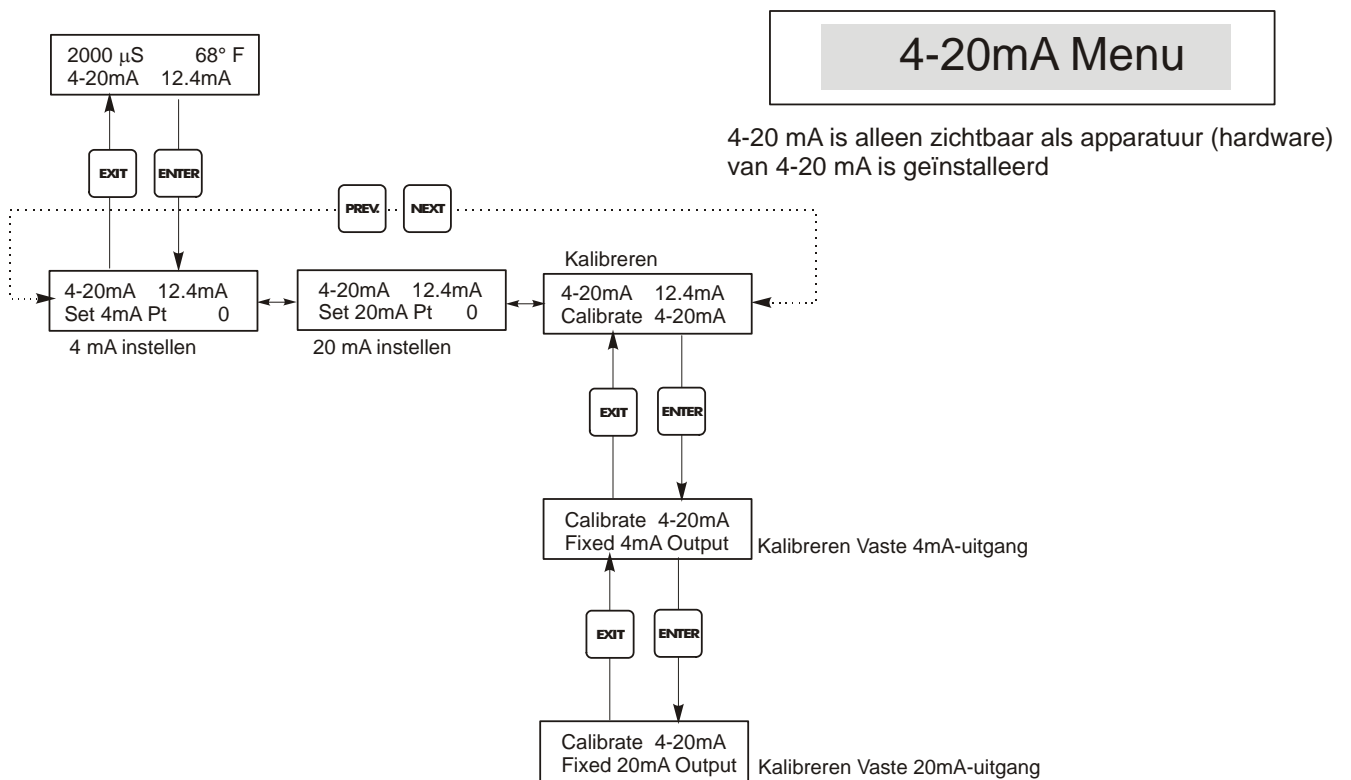 4-20mA Menu
4-20 mA is alleen zichtbaar als apparatuur (hardware)
van 4-20 mA is geïnstalleerd
2000 μS 68° F
4-20mA 12.4mA
EXIT
ENTER
PREV.
NEXT
4-20mA 12.4mA
Set 4mA Pt 0
4 mA instellen
4-20mA 12.4mA
Set 20mA Pt 0
20 mA instellen
Kalibreren
4-20mA 12.4mA
Calibrate 4-20mA
EXIT
ENTER
Calibrate 4-20mA
Fixed 4mA Output
Kalibreren Vaste 4mA-uitgang
EXIT
ENTER
Calibrate 4-20mA
Fixed 20mA Output
Kalibreren Vaste 20mA-uitgang